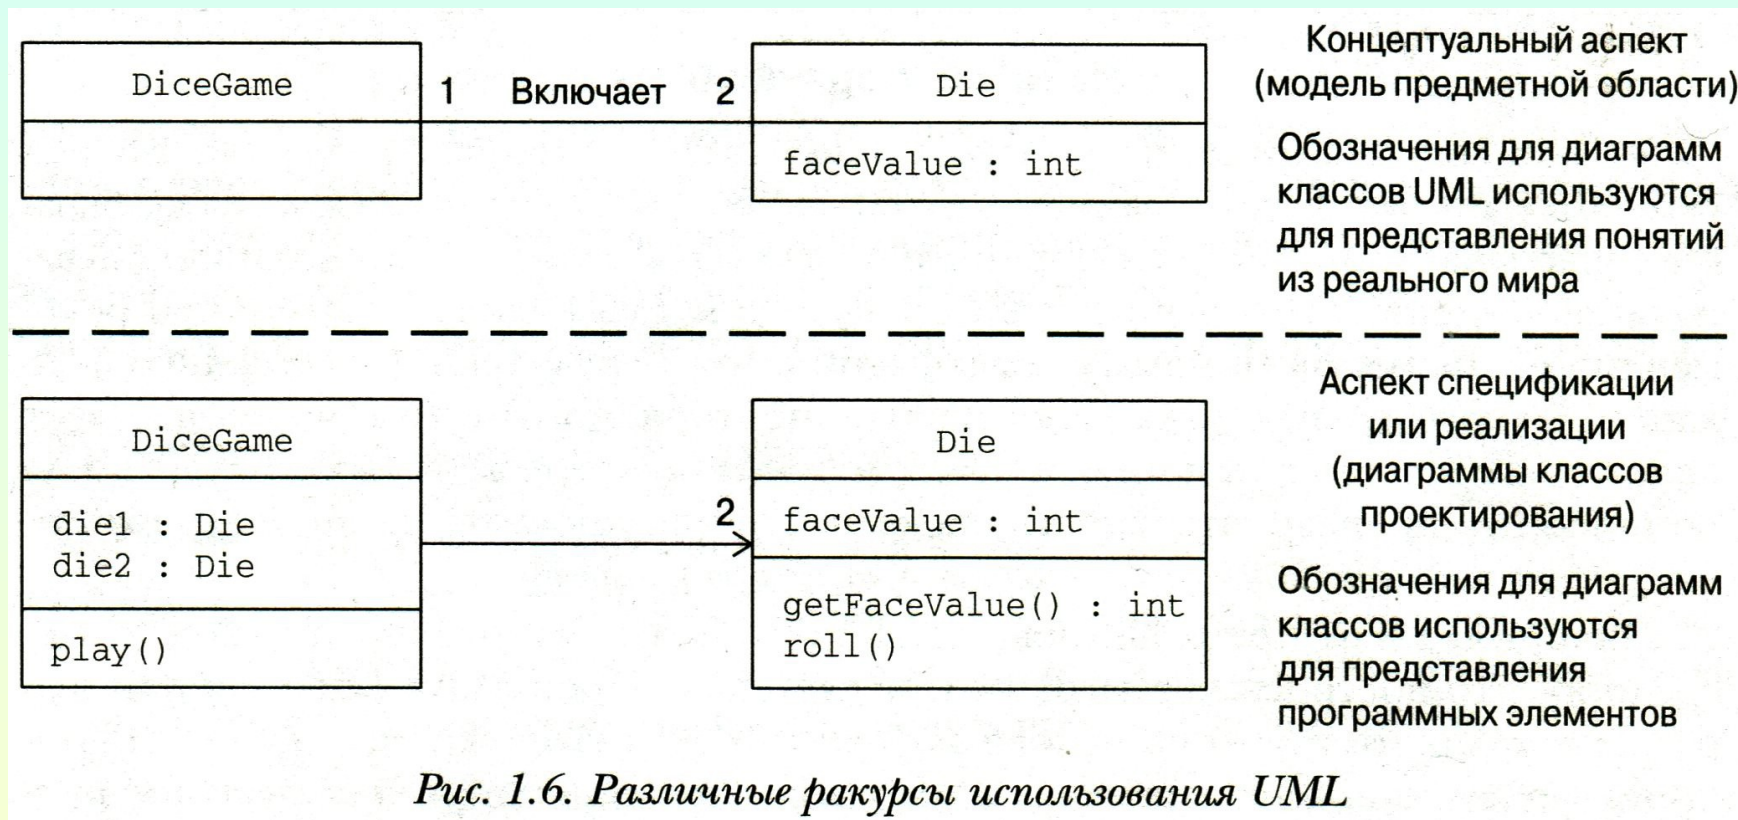 DiceGame
1 Включает 2
Die
faceValue : int
Концептуальный аспект
(модель предметной области)
Обозначения для диаграмм
классов UML используются
для представления понятий
из реального мира
DiceGame
die1 : Die
die2 : Die
play()
2
Die
faceValue : int
getFaceValue() : int
roll()
Аспект спецификации
или реализации
(диаграммы классов
проектирования)
Обозначения для диаграмм
классов используются
для представления
программных элементов
Рис. 1.6. Различные ракурсы использования UML